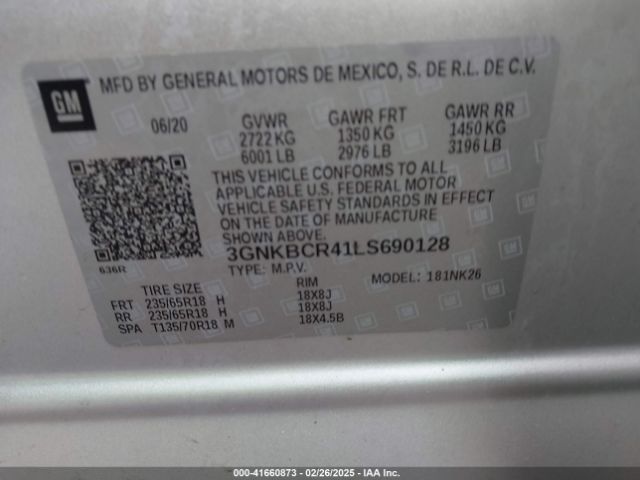 GM
MFD BY GENERAL MOTORS DE MEXICO, S. DE R.L. DE C.V.
06/20 GVWR GAWR FRT GAWR RR
2722 KG 1350 KG 1450 KG
6001 LB 2976 LB 3196 LB
THIS VEHICLE CONFORMS TO ALL
APPLICABLE U.S. FEDERAL MOTOR
VEHICLE SAFETY STANDARDS IN EFFECT
ON THE DATE OF MANUFACTURE
SHOWN ABOVE.
3GNKBCR41LS690128
636R TYPE: M.P.V. MODEL: 181NK26
TIRE SIZE RIM
FRT 235/65R18 H 18X8J
RR 235/65R18 H 18X8J
SPA T135/70R18 M 18X4.5B
000-41660873 - 02/26/2025 - IAA Inc.